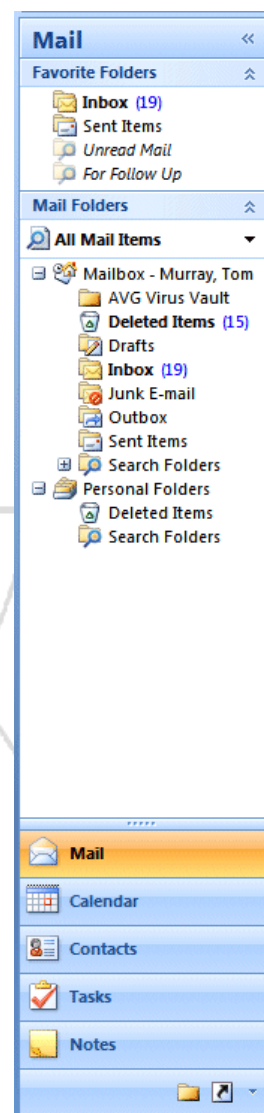 Mail
Favorite Folders
Inbox (19)
Sent Items
Unread Mail
For Follow Up
Mail Folders
All Mail Items
Mailbox - Murray, Tom
AVG Virus Vault
Deleted Items (15)
Drafts
Inbox (19)
Junk E-mail
Outbox
Sent Items
Search Folders
Personal Folders
Deleted Items
Search Folders
Mail
Calendar
Contacts
Tasks
Notes